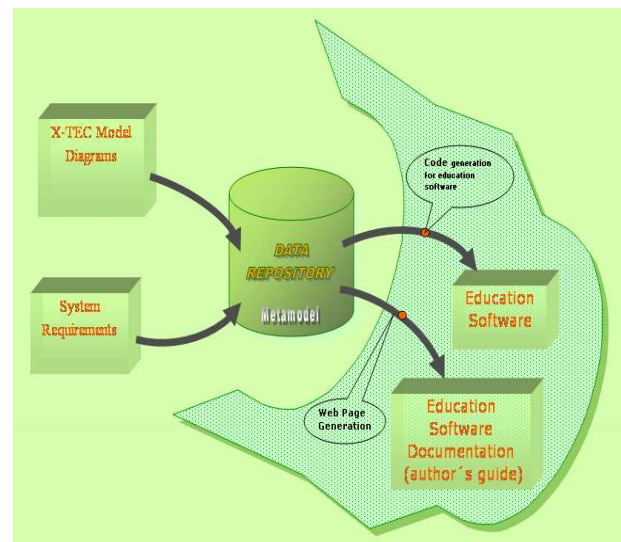 X-TEC Model
Diagrams
System
Requirements
DATA
REPOSITORY
Metamodel
Code generation
for education
software
Education
Software
Web Page
Generation
Education
Software
Documentation
(author´s guide)